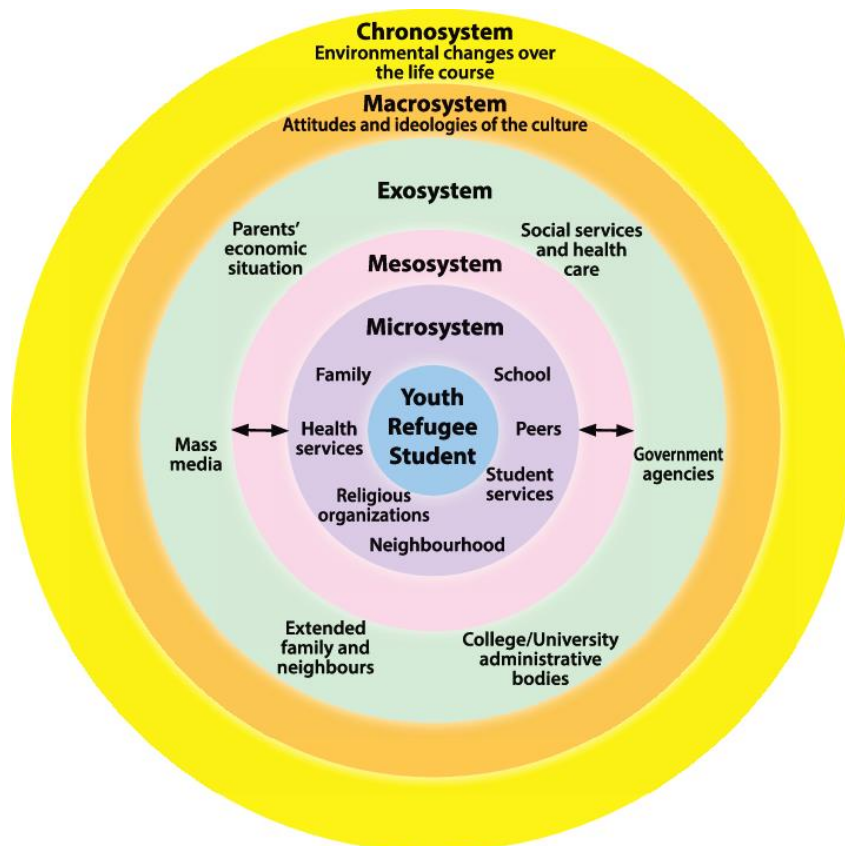 Chronosystem
Environmental changes over
the life course
Macrosystem
Attitudes and ideologies of the culture
Exosystem
Parents’
economic
situation
Social services
and health
care
Mesosystem
Microsystem
Family
School
Youth
Refugee
Student
Health
services
Peers
Mass
media
Government
agencies
Student
services
Religious
organizations
Neighbourhood
Extended
family and
neighbours
College/University
administrative
bodies